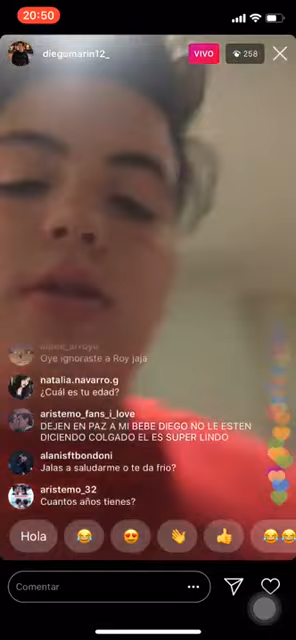 20:50
diegomarin12_
VIVO
258
Oye ignoraste a Roy jaja
natalia.navarro.g
¿Cuál es tu edad?
aristemo_fans_i_love
DEJEN EN PAZ A MI BEBE DIEGO NO LE ESTEN
DICIENDO COLGADO EL ES SUPER LINDO
alanisftbondoni
Jalas a saludarme o te da frio?
aristemo_32
Cuantos años tienes?
Hola
Comentar